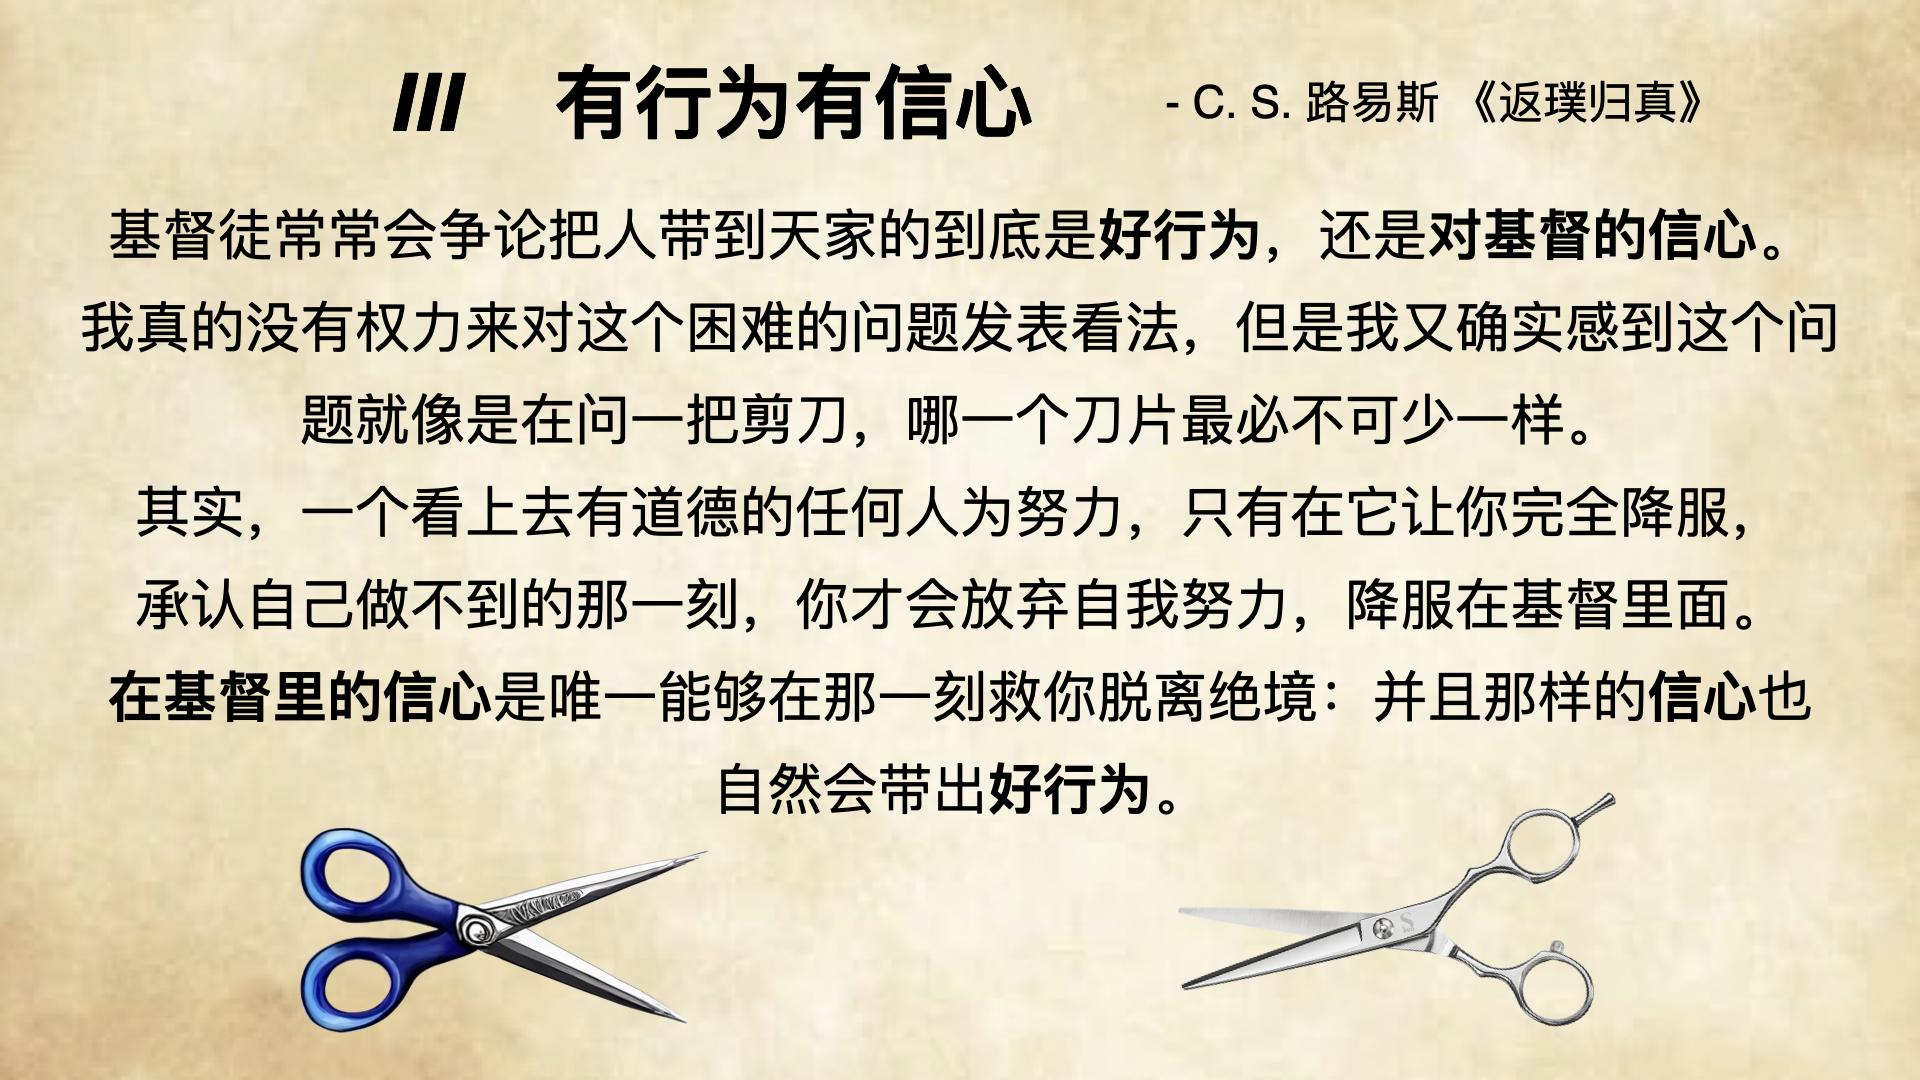 III 有行为有信心 - C. S. 路易斯 《返璞归真》
基督徒常常会争论把人带到天家的到底是好行为，还是对基督的信心。
我真的没有权力来对这个困难的问题发表看法，但是我又确实感到这个问
题就像是在问一把剪刀，哪一个刀片最必不可少一样。
其实，一个看上去有道德的任何人为努力，只有在它让你完全降服，
承认自己做不到的那一刻，你才会放弃自我努力，降服在基督里面。
在基督里的信心是唯一能够在那一刻救你脱离绝境：并且那样的信心也
自然会带出好行为。